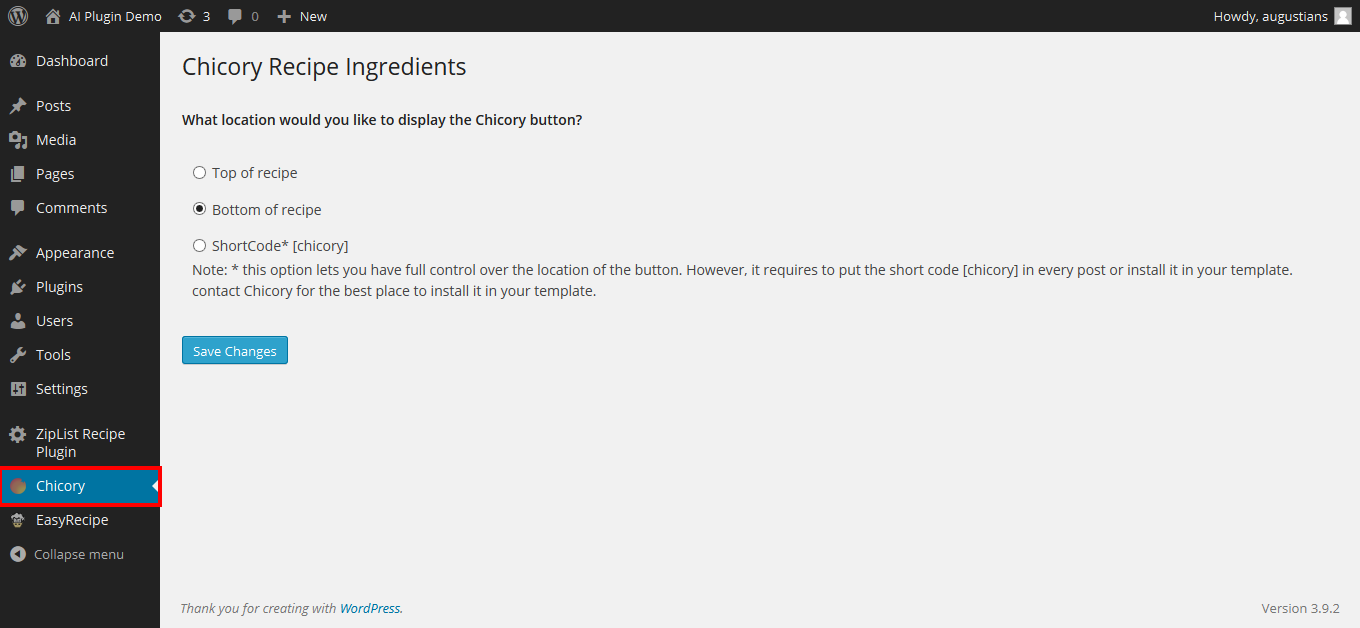 AI Plugin Demo 3 0 New Howdy, augustians
Dashboard
Posts
Media
Pages
Comments
Appearance
Plugins
Users
Tools
Settings
ZipList Recipe
Plugin
Chicory
EasyRecipe
Collapse menu
Chicory Recipe Ingredients
What location would you like to display the Chicory button?
Top of recipe
Bottom of recipe
ShortCode* [chicory]
Note: * this option lets you have full control over the location of the button. However, it requires to put the short code [chicory] in every post or install it in your template.
contact Chicory for the best place to install it in your template.
Save Changes
Thank you for creating with WordPress. Version 3.9.2